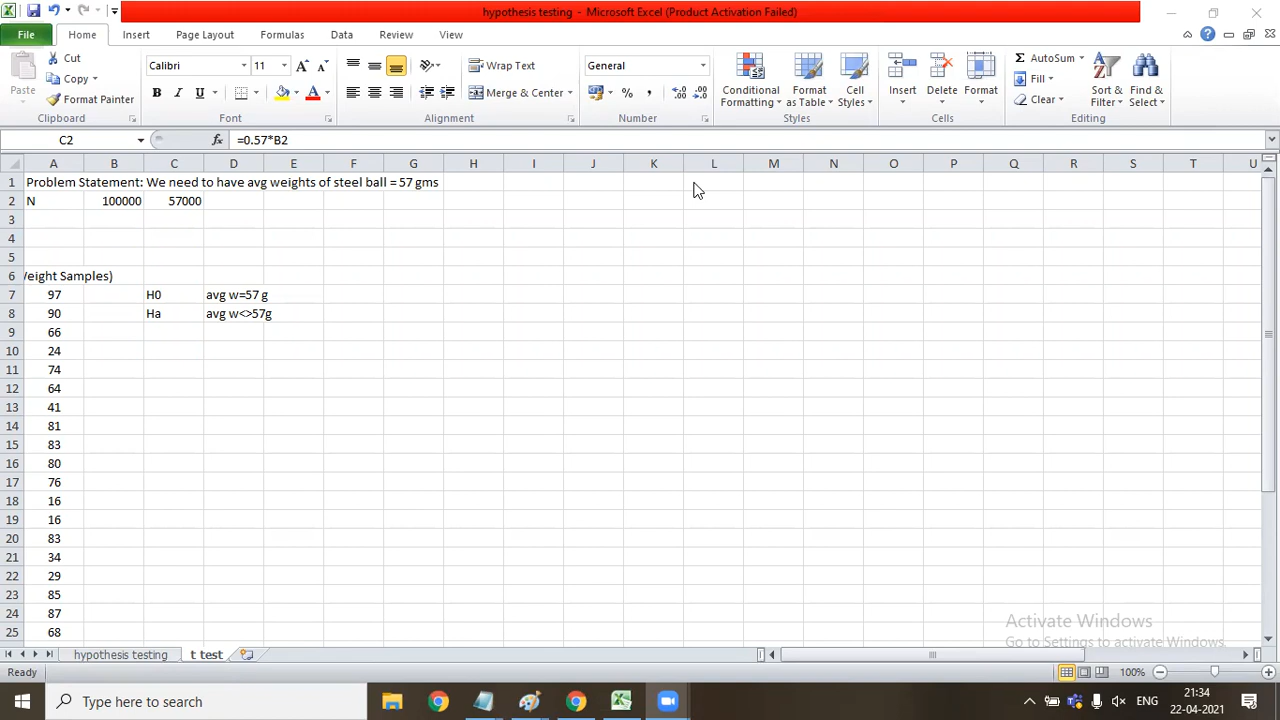 hypothesis testing - Microsoft Excel (Product Activation Failed)
File Home Insert Page Layout Formulas Data Review View
Paste Cut Copy Format Painter
Calibri 11 B I U A
Wrap Text Merge & Center
General % ,
Conditional Formatting Format as Table Cell Styles
Insert Delete Format
AutoSum Fill Clear Sort & Filter Find & Select
Clipboard Font Alignment Number Styles Cells Editing
C2 fx =0.57*B2
A B C D E F G H I J K L M N O P Q R S T U
1 Problem Statement: We need to have avg weights of steel ball = 57 gms
2 N 100000 57000
3
4
5
6 Weight Samples)
7 97 H0 avg w=57 g
8 90 Ha avg w<>57g
9 66
10 24
11 74
12 64
13 41
14 81
15 83
16 80
17 76
18 16
19 16
20 83
21 34
22 29
23 85
24 87
25 68
Activate Windows
Go to Settings to activate Windows.
hypothesis testing t test
Ready 100%
Type here to search ENG 21:34
22-04-2021